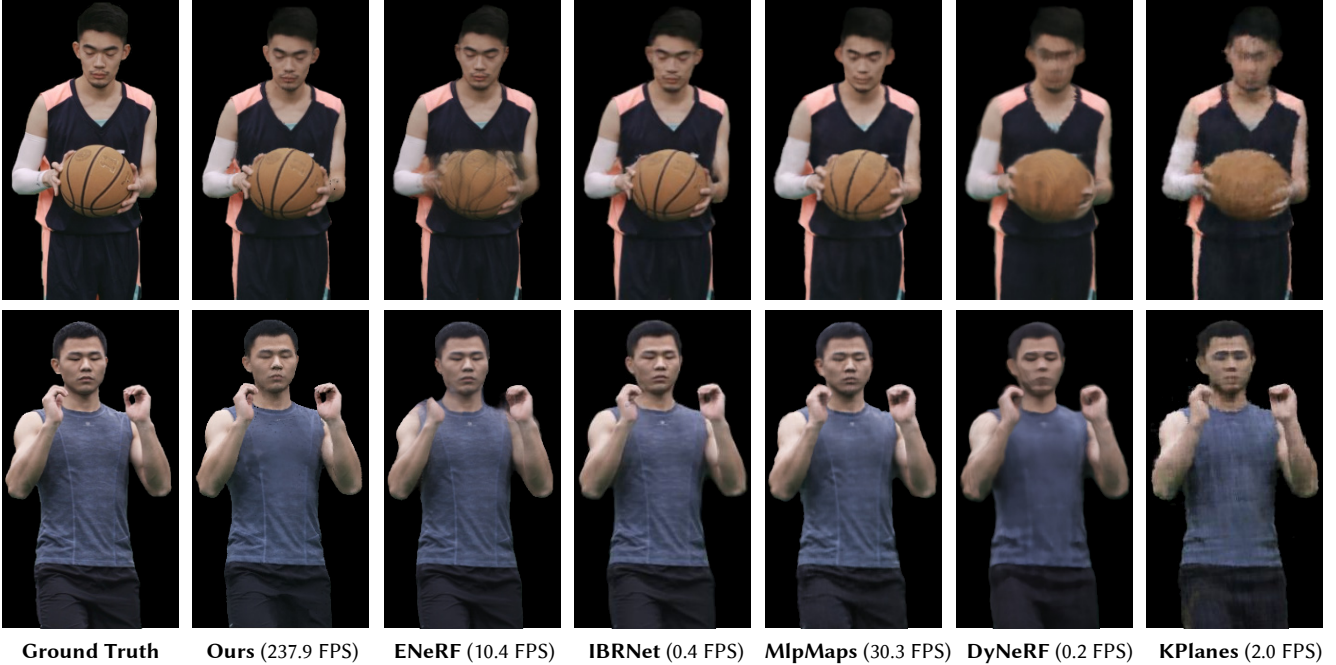 Ground Truth Ours (237.9 FPS) ENeRF (10.4 FPS) IBRNet (0.4 FPS) MlpMaps (30.3 FPS) DyNeRF (0.2 FPS) KPlanes (2.0 FPS)